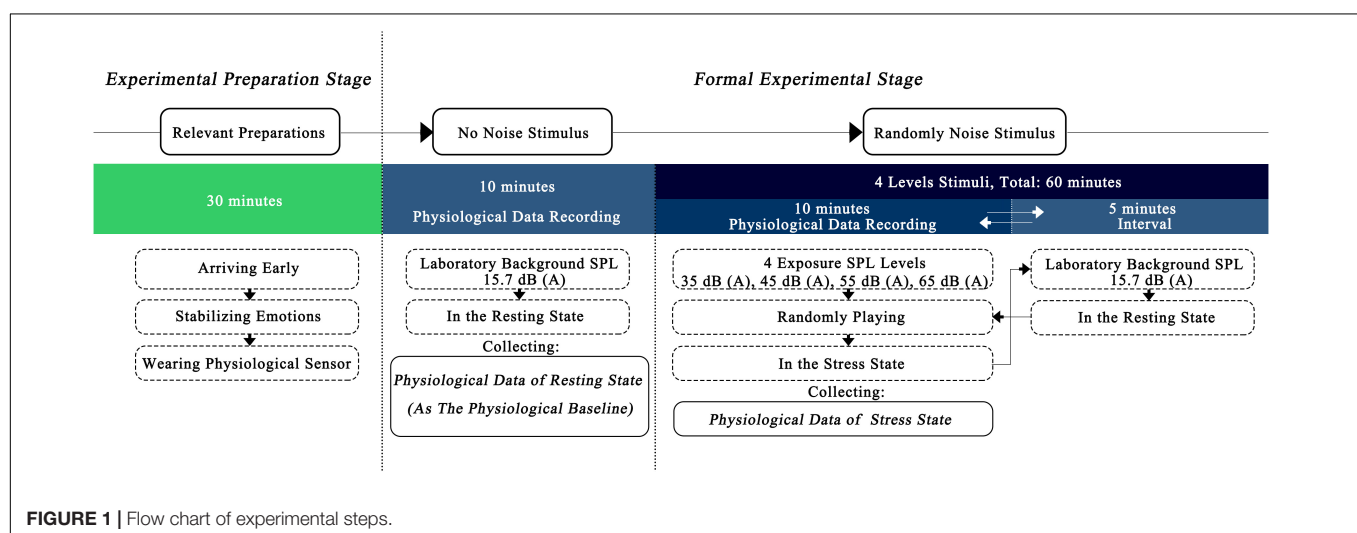 Experimental Preparation Stage
Formal Experimental Stage
Relevant Preparations
No Noise Stimulus
Randomly Noise Stimulus
30 minutes
10 minutes
Physiological Data Recording
4 Levels Stimuli, Total: 60 minutes
10 minutes
Physiological Data Recording
5 minutes
Interval
Arriving Early
Stabilizing Emotions
Wearing Physiological Sensor
Laboratory Background SPL
15.7 dB (A)
In the Resting State
Collecting:
Physiological Data of Resting State
(As The Physiological Baseline)
4 Exposure SPL Levels
35 dB (A), 45 dB (A), 55 dB (A), 65 dB (A)
Randomly Playing
In the Stress State
Collecting:
Physiological Data of Stress State
Laboratory Background SPL
15.7 dB (A)
In the Resting State
FIGURE 1 | Flow chart of experimental steps.